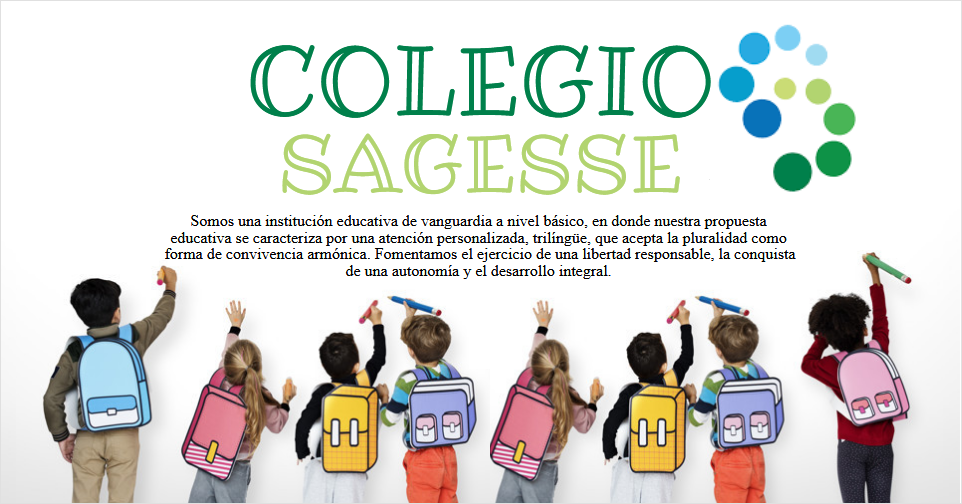 COLEGIO
SAGESSE
Somos una institución educativa de vanguardia a nivel básico, en donde nuestra propuesta
educativa se caracteriza por una atención personalizada, trilíngüe, que acepta la pluralidad como
forma de convivencia armónica. Fomentamos el ejercicio de una libertad responsable, la conquista
de una autonomía y el desarrollo integral.